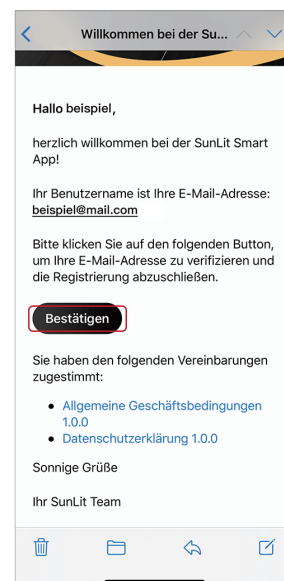 Willkommen bei der Su...
Hallo beispiel,
herzlich willkommen bei der SunLit Smart
App!
Ihr Benutzername ist Ihre E-Mail-Adresse:
beispiel@mail.com
Bitte klicken Sie auf den folgenden Button,
um Ihre E-Mail-Adresse zu verifizieren und
die Registrierung abzuschließen.
Bestätigen
Sie haben den folgenden Vereinbarungen
zugestimmt:
• Allgemeine Geschäftsbedingungen
1.0.0
• Datenschutzerklärung 1.0.0
Sonnige Grüße
Ihr SunLit Team